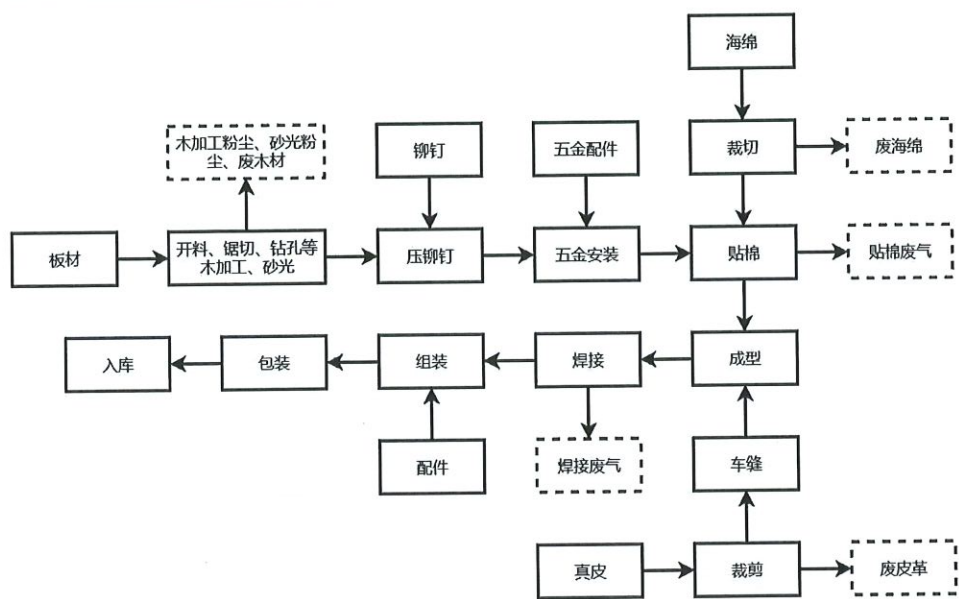 海绵
木加工粉尘、砂光粉
尘、废木材
铆钉
五金配件
裁切
废海绵
板材
开料、锯切、钻孔等
木加工、砂光
压铆钉
五金安装
贴棉
贴棉废气
入库
包装
组装
焊接
成型
配件
焊接废气
车缝
真皮
裁剪
废皮革